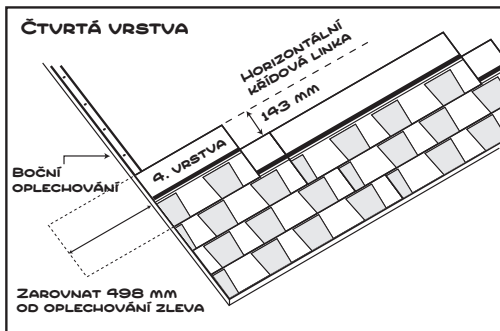 ČTVRTÁ VRSTVA
HORIZONTÁLNÍ
KŘÍDOVÁ LINKA
143 MM
4. VRSTVA
BOČNÍ
OPLECHOVÁNÍ
ZAROVNAT 498 MM
OD OPLECHOVÁNÍ ZLEVA